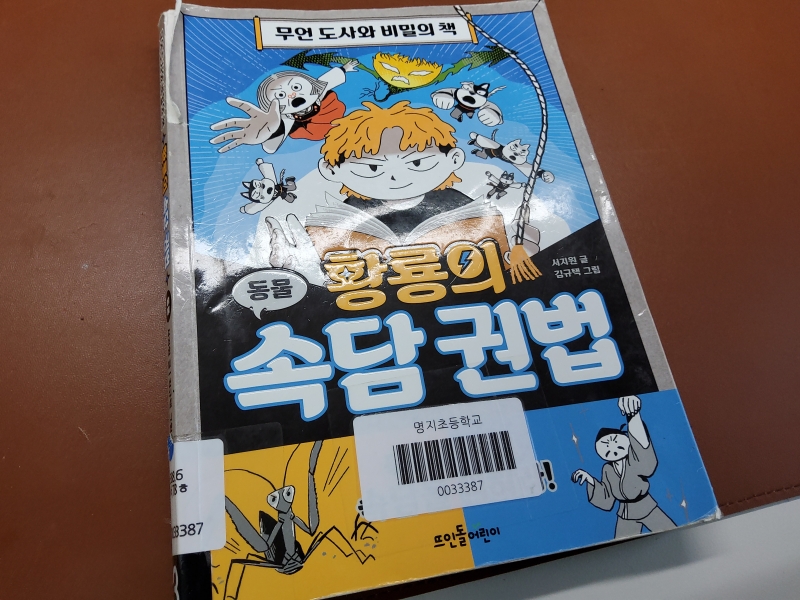 무언 도사와 비밀의 책
서지원 글
김규택 그림
동물
황룡의
속담 권법
명지초등학교
0033387
뜨인돌어린이